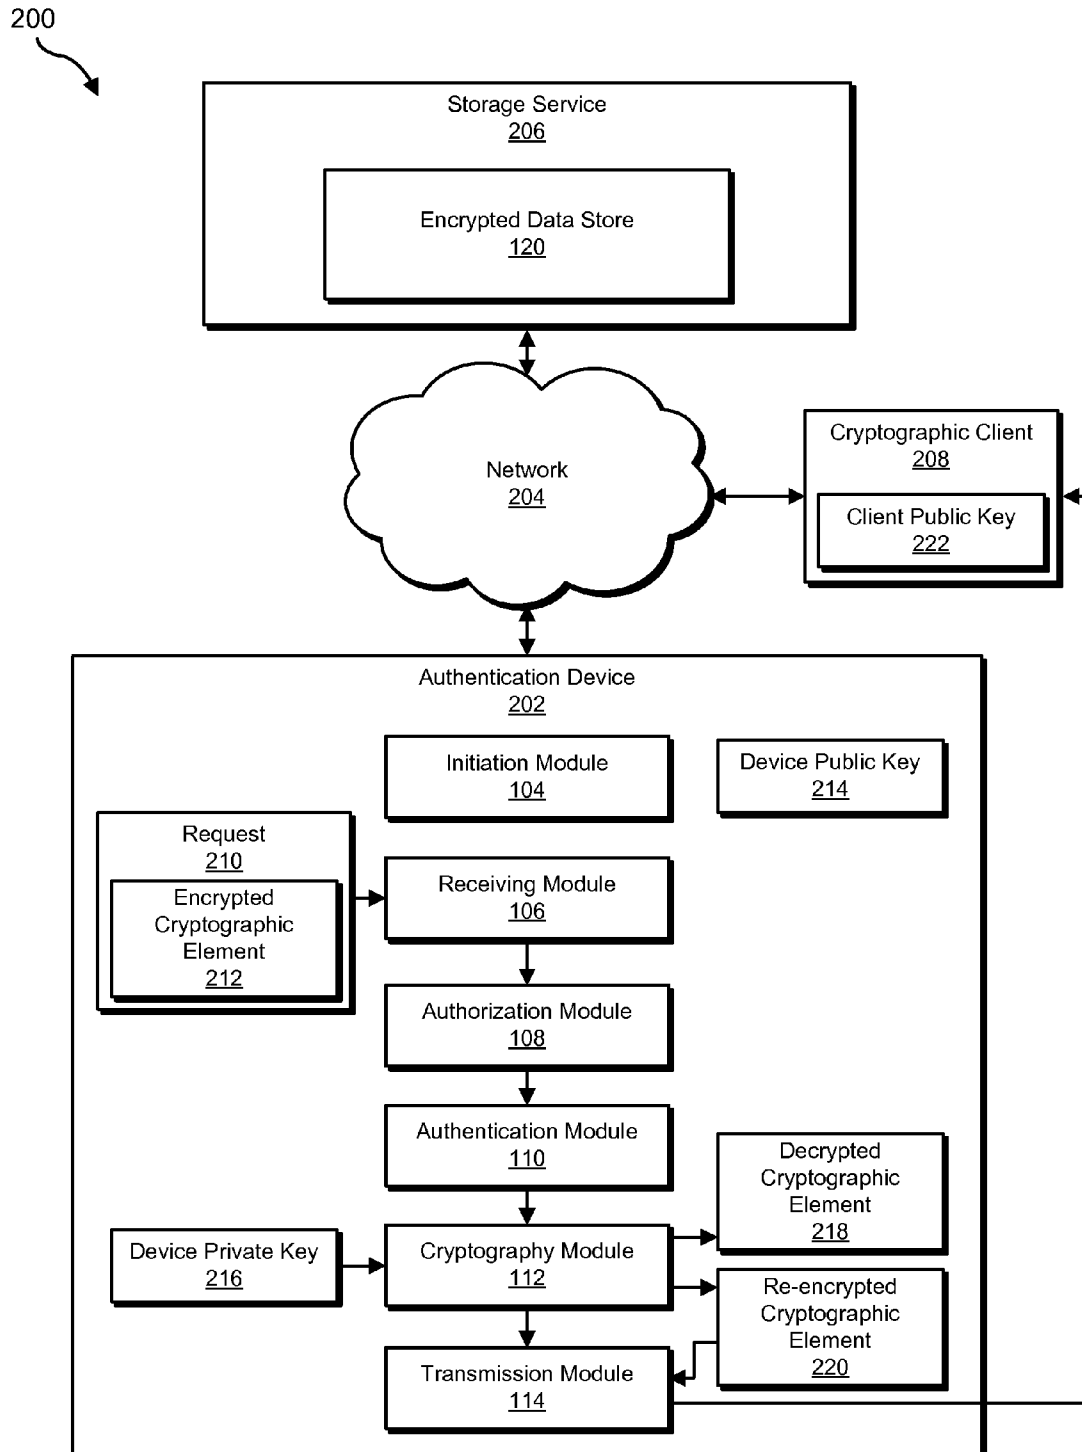 200
Storage Service
206
Encrypted Data Store
120
Network
204
Cryptographic Client
208
Client Public Key
222
Authentication Device
202
Initiation Module
104
Device Public Key
214
Request
210
Encrypted
Cryptographic
Element
212
Receiving Module
106
Authorization Module
108
Authentication Module
110
Decrypted
Cryptographic
Element
218
Device Private Key
216
Cryptography Module
112
Re-encrypted
Cryptographic
Element
220
Transmission Module
114